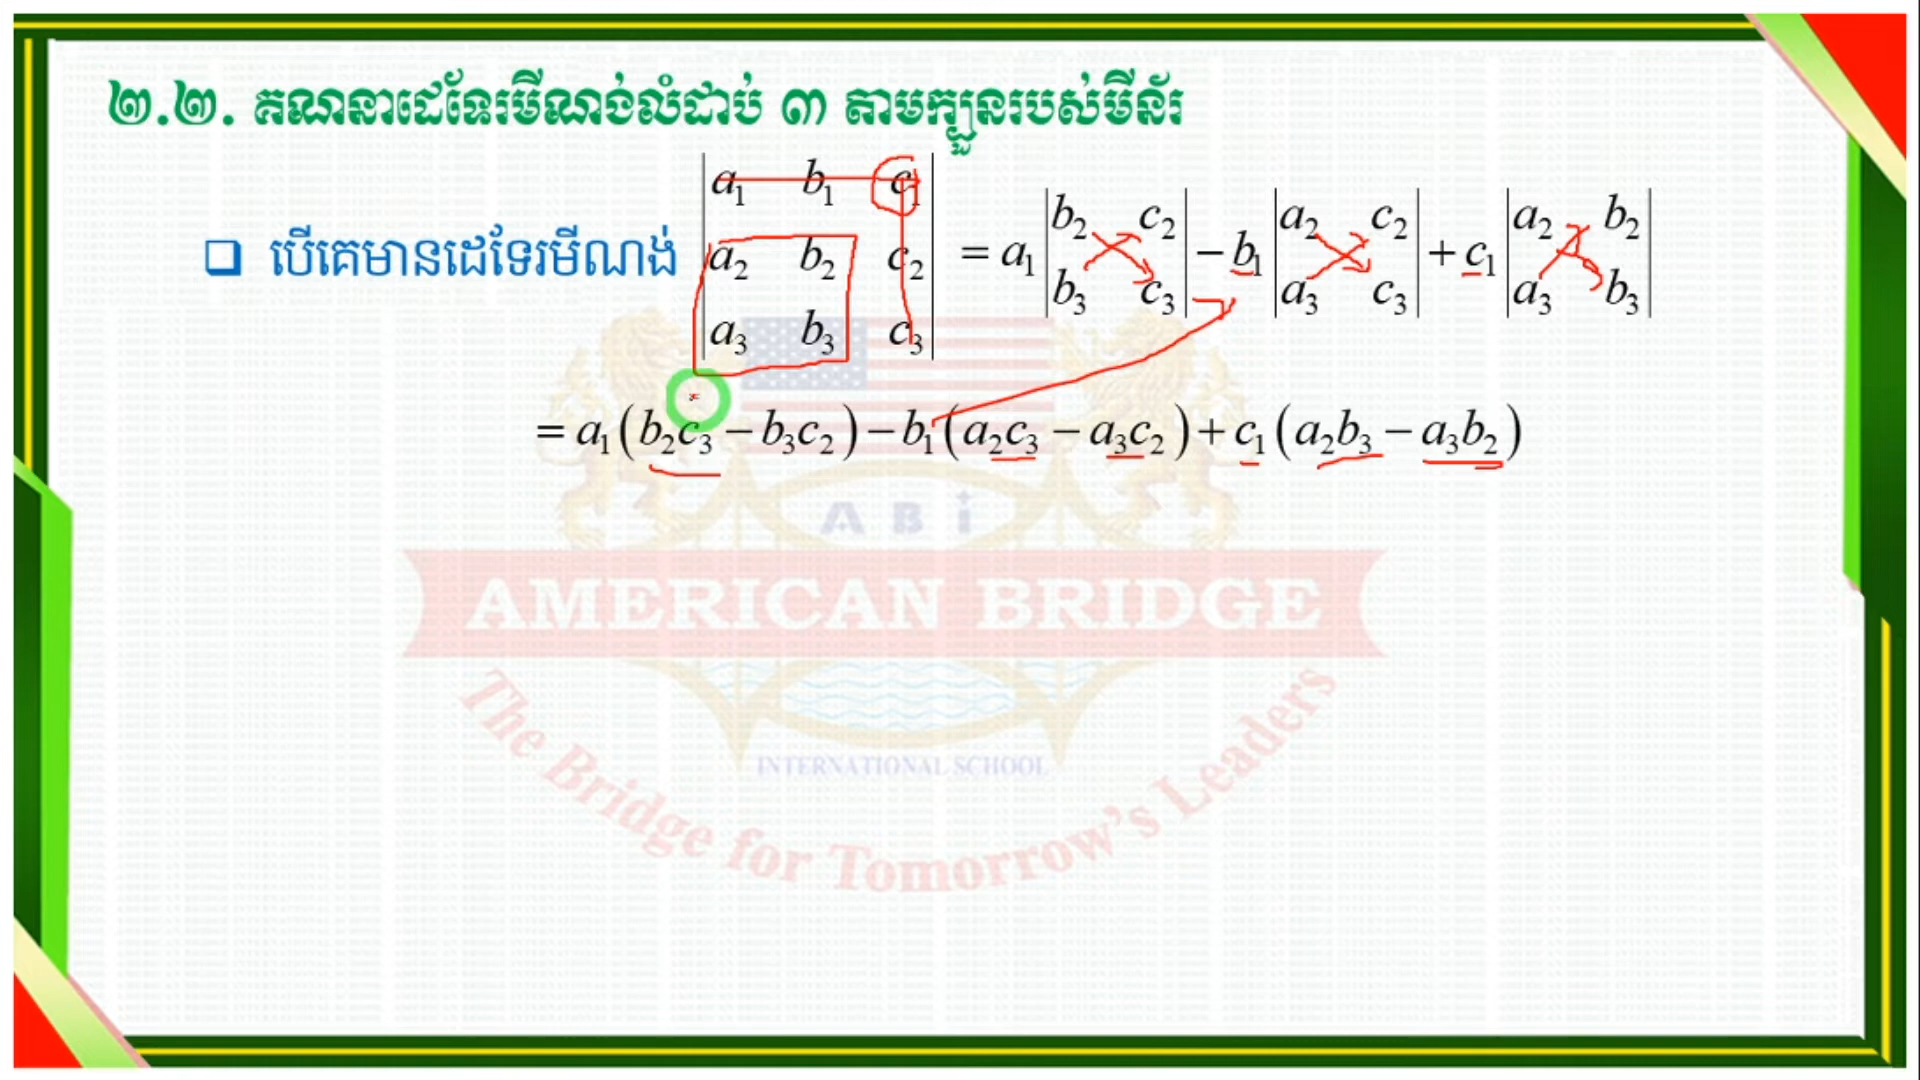 ២.២. គណនាដេទែរមីណង់លំដាប់ ៣ តាមក្បួនរបស់មីន័រ
❑ បើគេមានដេទែរមីណង់ |a₁ b₁ c₁; a₂ b₂ c₂; a₃ b₃ c₃| = a₁|b₂ c₂; b₃ c₃| − b₁|a₂ c₂; a₃ c₃| + c₁|a₂ b₂; a₃ b₃|
= a₁(b₂c₃ − b₃c₂) − b₁(a₂c₃ − a₃c₂) + c₁(a₂b₃ − a₃b₂)
ABi
AMERICAN BRIDGE
INTERNATIONAL SCHOOL
The Bridge for Tomorrow's Leaders